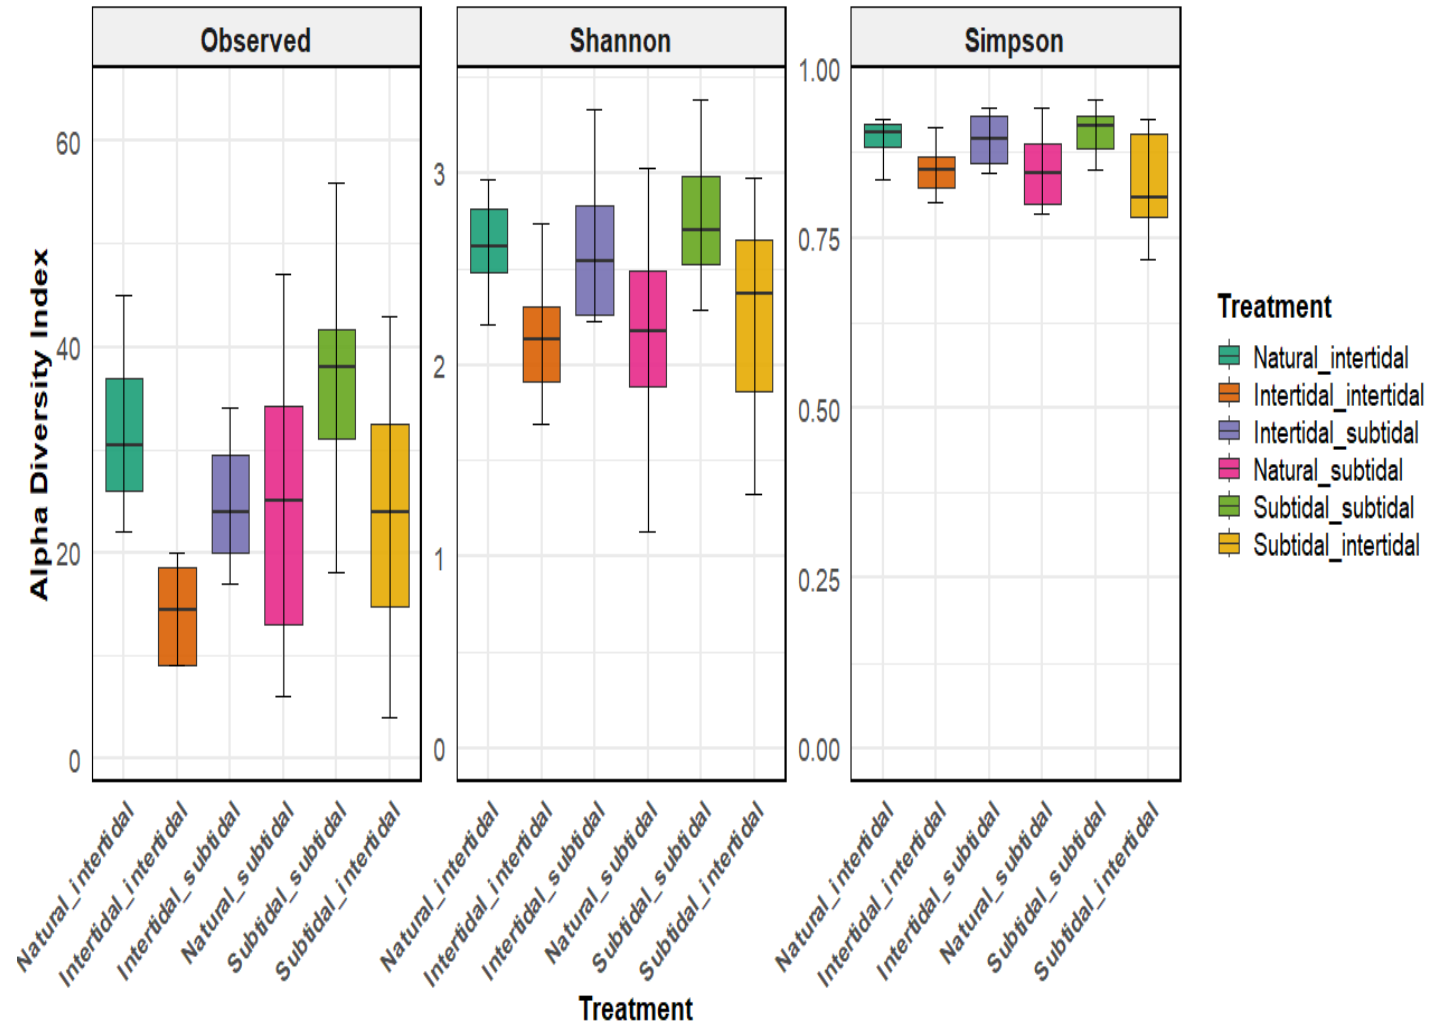 Observed
Shannon
Simpson
Alpha Diversity Index
60
40
20
0
3
2
1
0
1.00
0.75
0.50
0.25
0.00
Natural_intertidal
Intertidal_intertidal
Intertidal_subtidal
Natural_subtidal
Subtidal_subtidal
Subtidal_intertidal
Natural_intertidal
Intertidal_intertidal
Intertidal_subtidal
Natural_subtidal
Subtidal_subtidal
Subtidal_intertidal
Natural_intertidal
Intertidal_intertidal
Intertidal_subtidal
Natural_subtidal
Subtidal_subtidal
Subtidal_intertidal
Treatment
Treatment
Natural_intertidal
Intertidal_intertidal
Intertidal_subtidal
Natural_subtidal
Subtidal_subtidal
Subtidal_intertidal